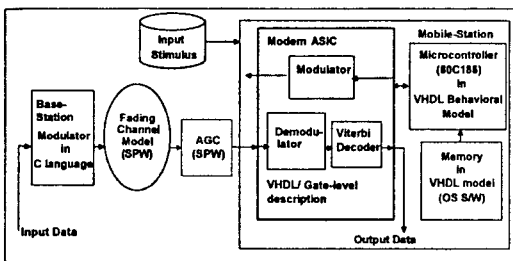 Input
Stimulus
Base-
Station
Modulator
in
C language
Fading
Channel
Model
(SPW)
AGC
(SPW)
Modem ASIC
Modulator
Demodu-
lator
Viterbi
Decoder
VHDL/ Gate-level
description
Mobile-Station
Microcontroller
(80C186)
in
VHDL Behavioral
Model
Memory
in
VHDL model
(OS S/W)
Input Data
Output Data